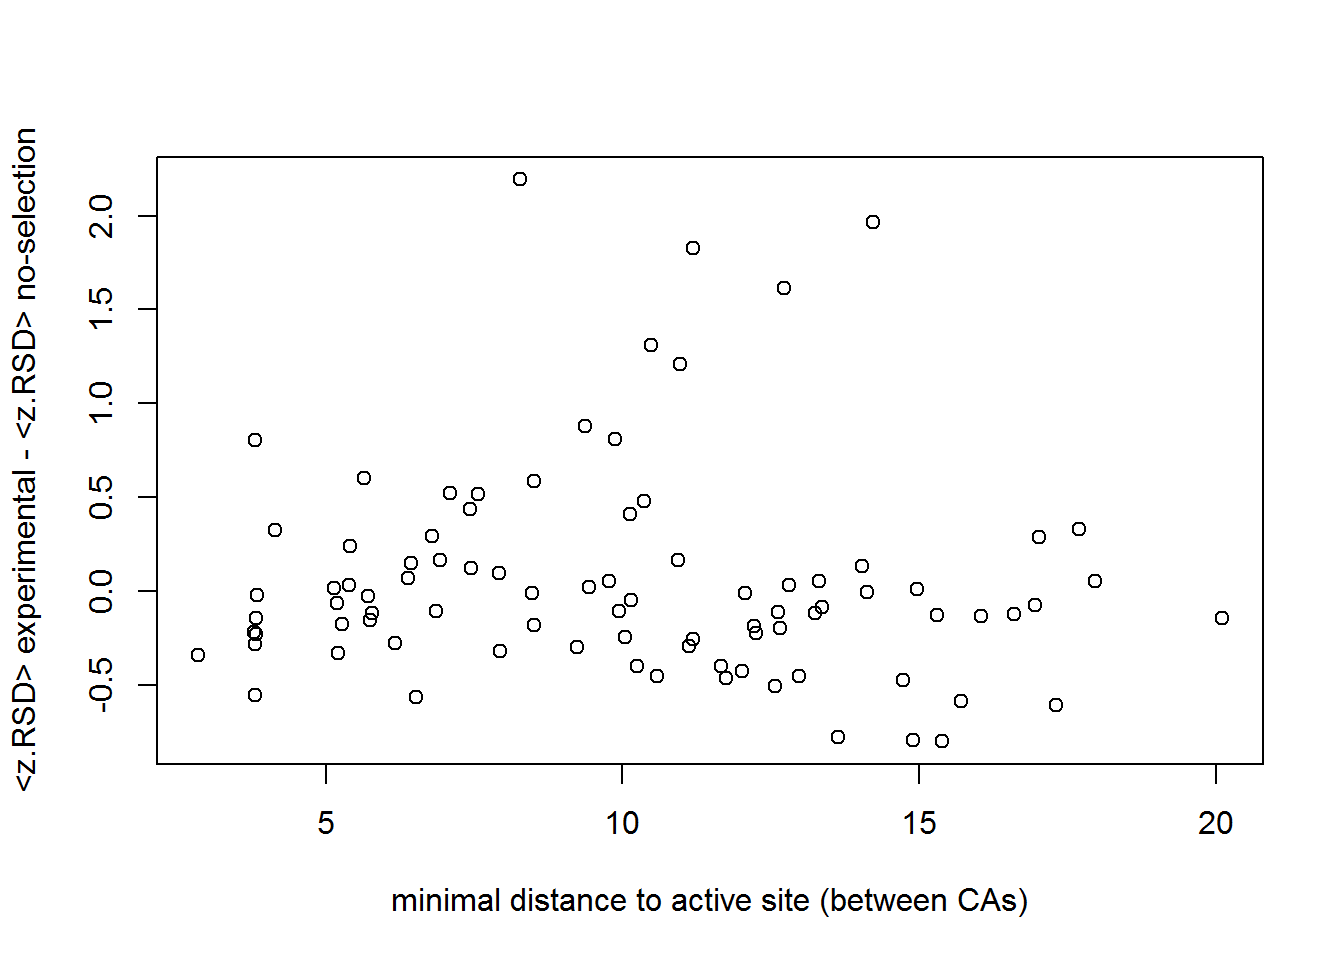 <z.RSD> experimental - <z.RSD> no-selection
2.0
1.5
1.0
0.5
0.0
-0.5
5 10 15 20
minimal distance to active site (between CAs)